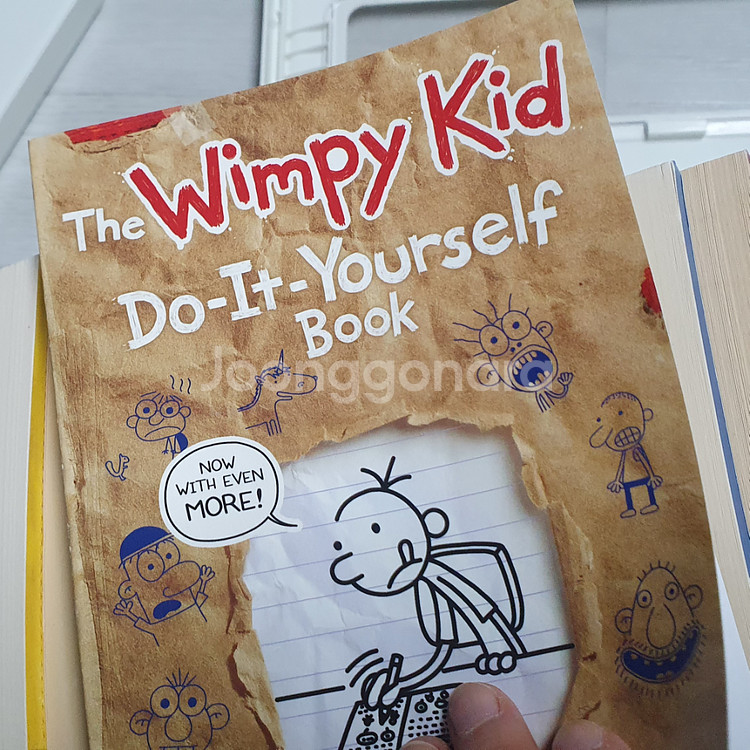 The Wimpy Kid
Do-It-Yourself
Book
Joonggonara
NOW
WITH EVEN
MORE!